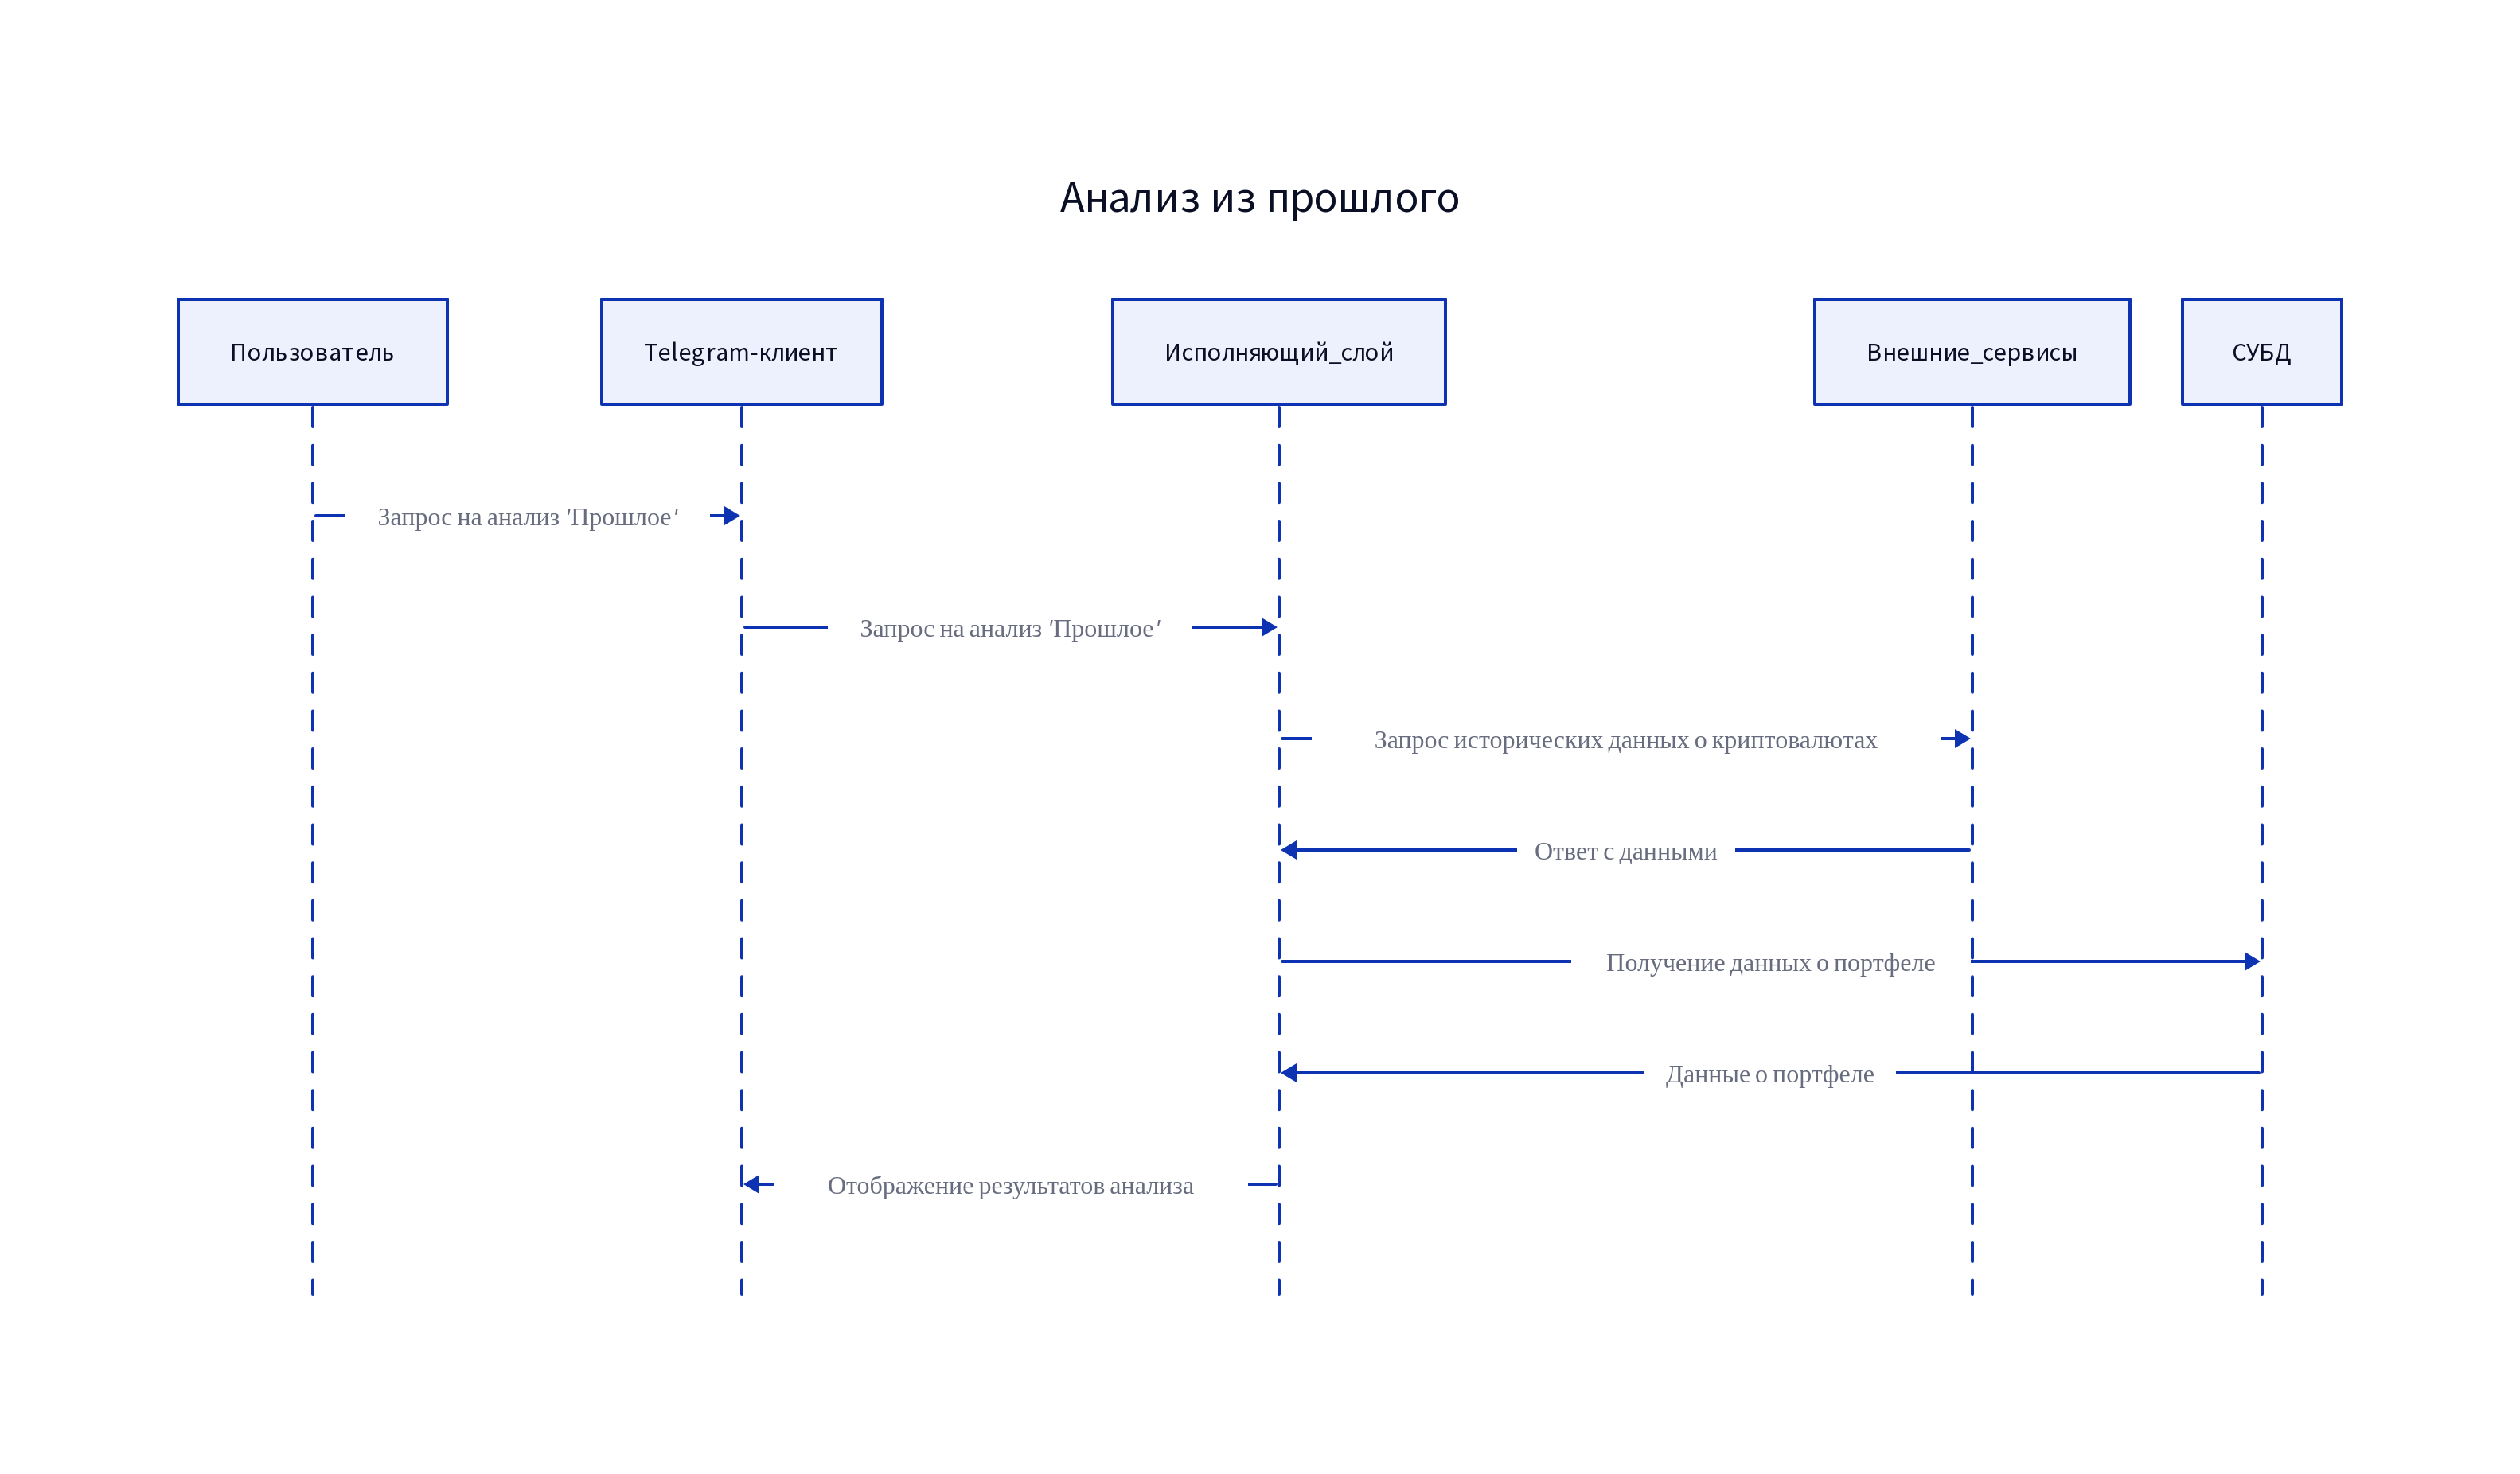 Анализ из прошлого
Пользователь
Telegram-клиент
Исполняющий_слой
Внешние_сервисы
СУБД
Запрос на анализ 'Прошлое'
Запрос на анализ 'Прошлое'
Запрос исторических данных о криптовалютах
Ответ с данными
Получение данных о портфеле
Данные о портфеле
Отображение результатов анализа